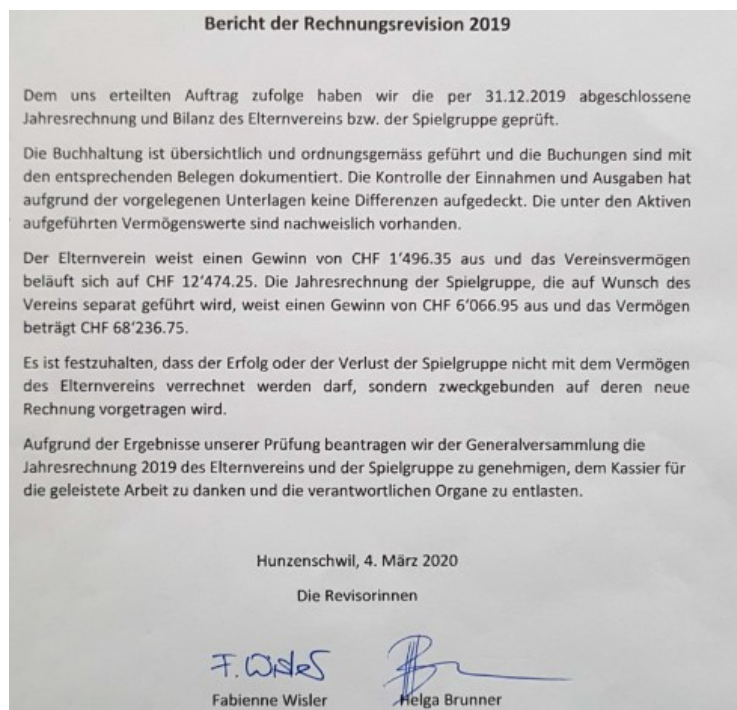 Bericht der Rechnungsrevision 2019
Dem uns erteilten Auftrag zufolge haben wir die per 31.12.2019 abgeschlossene
Jahresrechnung und Bilanz des Elternvereins bzw. der Spielgruppe geprüft.
Die Buchhaltung ist übersichtlich und ordnungsgemäss geführt und die Buchungen sind mit
den entsprechenden Belegen dokumentiert. Die Kontrolle der Einnahmen und Ausgaben hat
aufgrund der vorgelegenen Unterlagen keine Differenzen aufgedeckt. Die unter den Aktiven
aufgeführten Vermögenswerte sind nachweislich vorhanden.
Der Elternverein weist einen Gewinn von CHF 1‘496.35 aus und das Vereinsvermögen
beläuft sich auf CHF 12‘474.25. Die Jahresrechnung der Spielgruppe, die auf Wunsch des
Vereins separat geführt wird, weist einen Gewinn von CHF 6‘066.95 aus und das Vermögen
beträgt CHF 68‘236.75.
Es ist festzuhalten, dass der Erfolg oder der Verlust der Spielgruppe nicht mit dem Vermögen
des Elternvereins verrechnet werden darf, sondern zweckgebunden auf deren neue
Rechnung vorgetragen wird.
Aufgrund der Ergebnisse unserer Prüfung beantragen wir der Generalversammlung die
Jahresrechnung 2019 des Elternvereins und der Spielgruppe zu genehmigen, dem Kassier für
die geleistete Arbeit zu danken und die verantwortlichen Organe zu entlasten.
Hunzenschwil, 4. März 2020
Die Revisorinnen
F. Wisler
Fabienne Wisler Helga Brunner